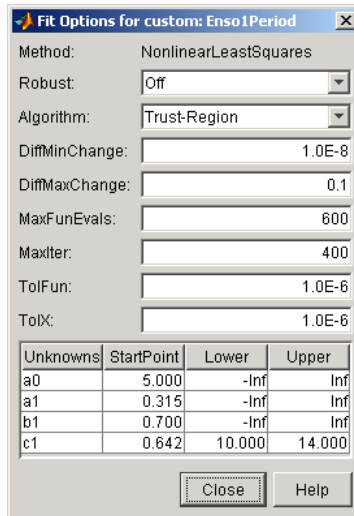 Fit Options for custom: Enso1Period
Method: NonlinearLeastSquares
Robust: Off
Algorithm: Trust-Region
DiffMinChange: 1.0E-8
DiffMaxChange: 0.1
MaxFunEvals: 600
MaxIter: 400
TolFun: 1.0E-6
TolX: 1.0E-6
Unknowns StartPoint Lower Upper
a0 5.000 -Inf Inf
a1 0.315 -Inf Inf
b1 0.700 -Inf Inf
c1 0.642 10.000 14.000
Close Help